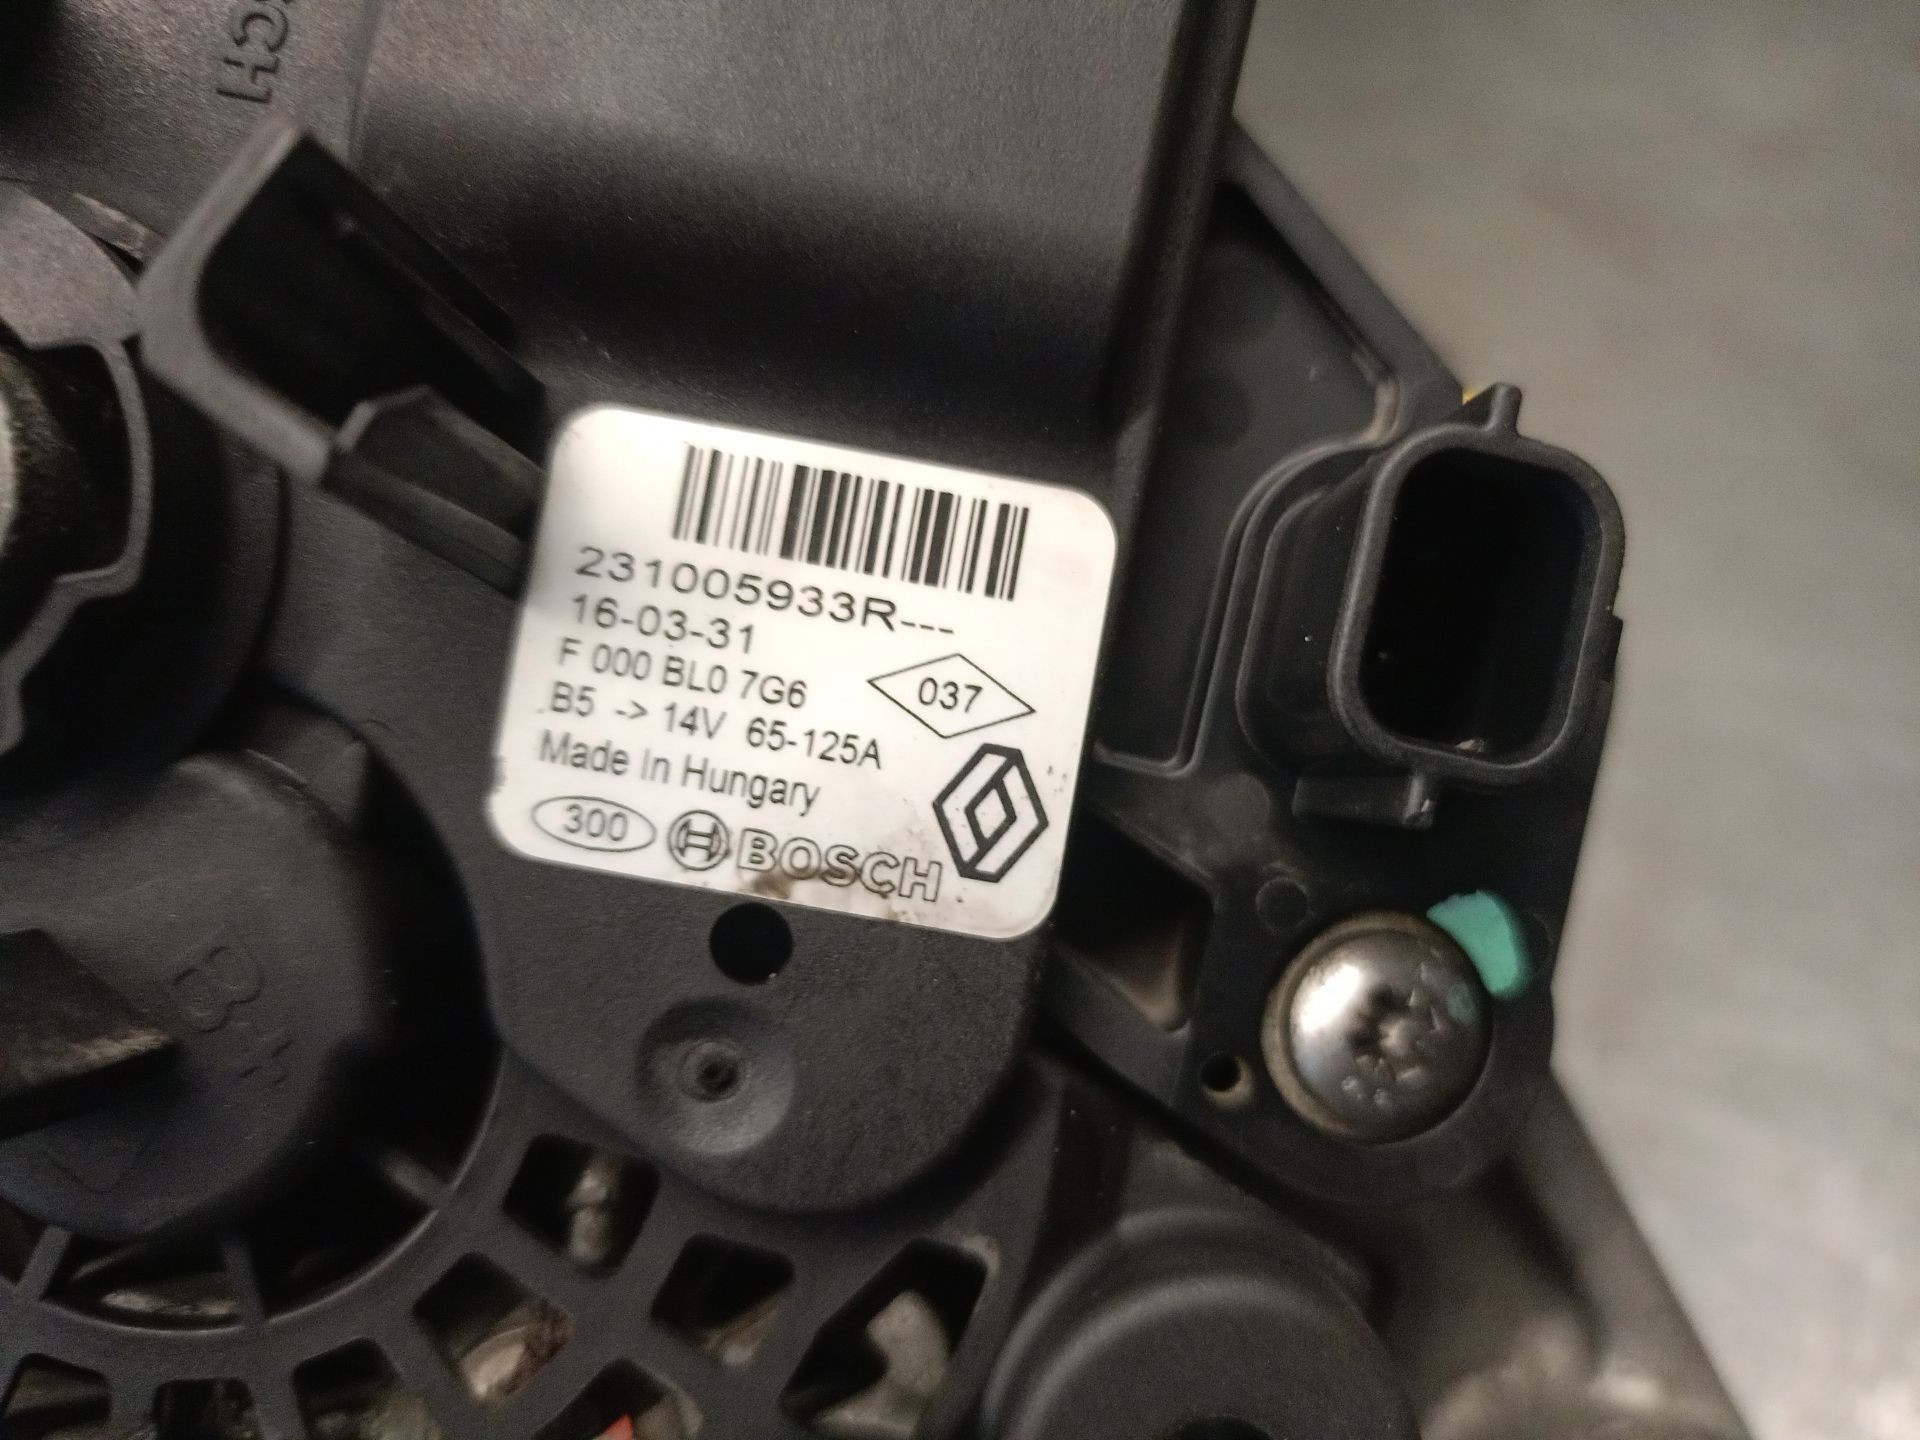 231005933R---
16-03-31
F 000 BL0 7G6
037
B5 -> 14V 65-125A
Made In Hungary
300 BOSCH
B+